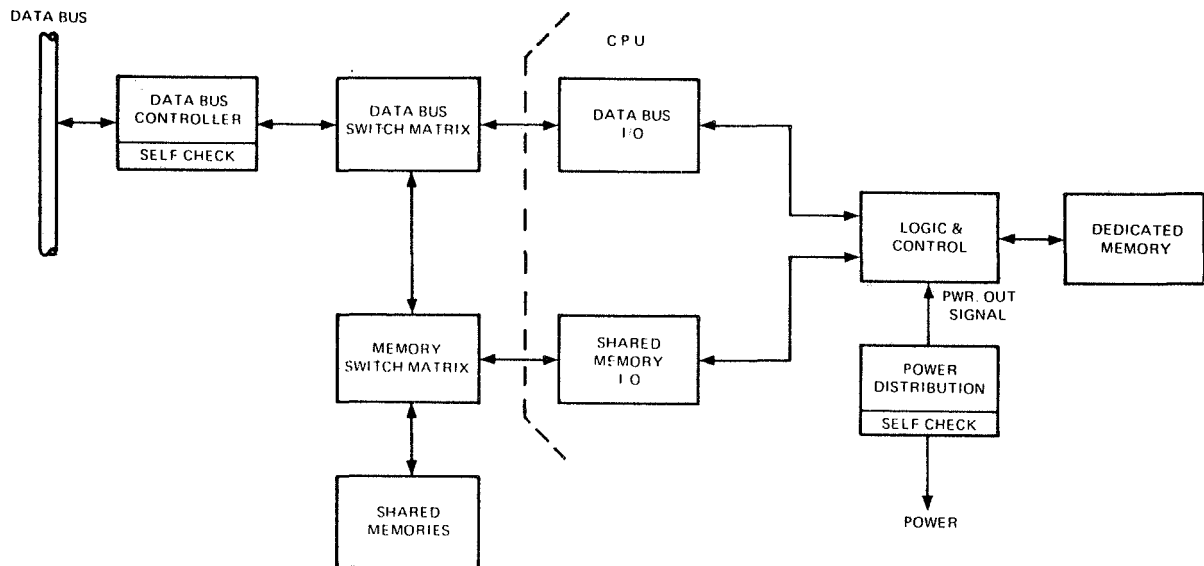 DATA BUS
CPU
DATA BUS
CONTROLLER
SELF CHECK
DATA BUS
SWITCH MATRIX
DATA BUS
I/O
LOGIC &
CONTROL
DEDICATED
MEMORY
PWR. OUT
SIGNAL
MEMORY
SWITCH MATRIX
SHARED
MEMORY
I/O
POWER
DISTRIBUTION
SELF CHECK
SHARED
MEMORIES
POWER